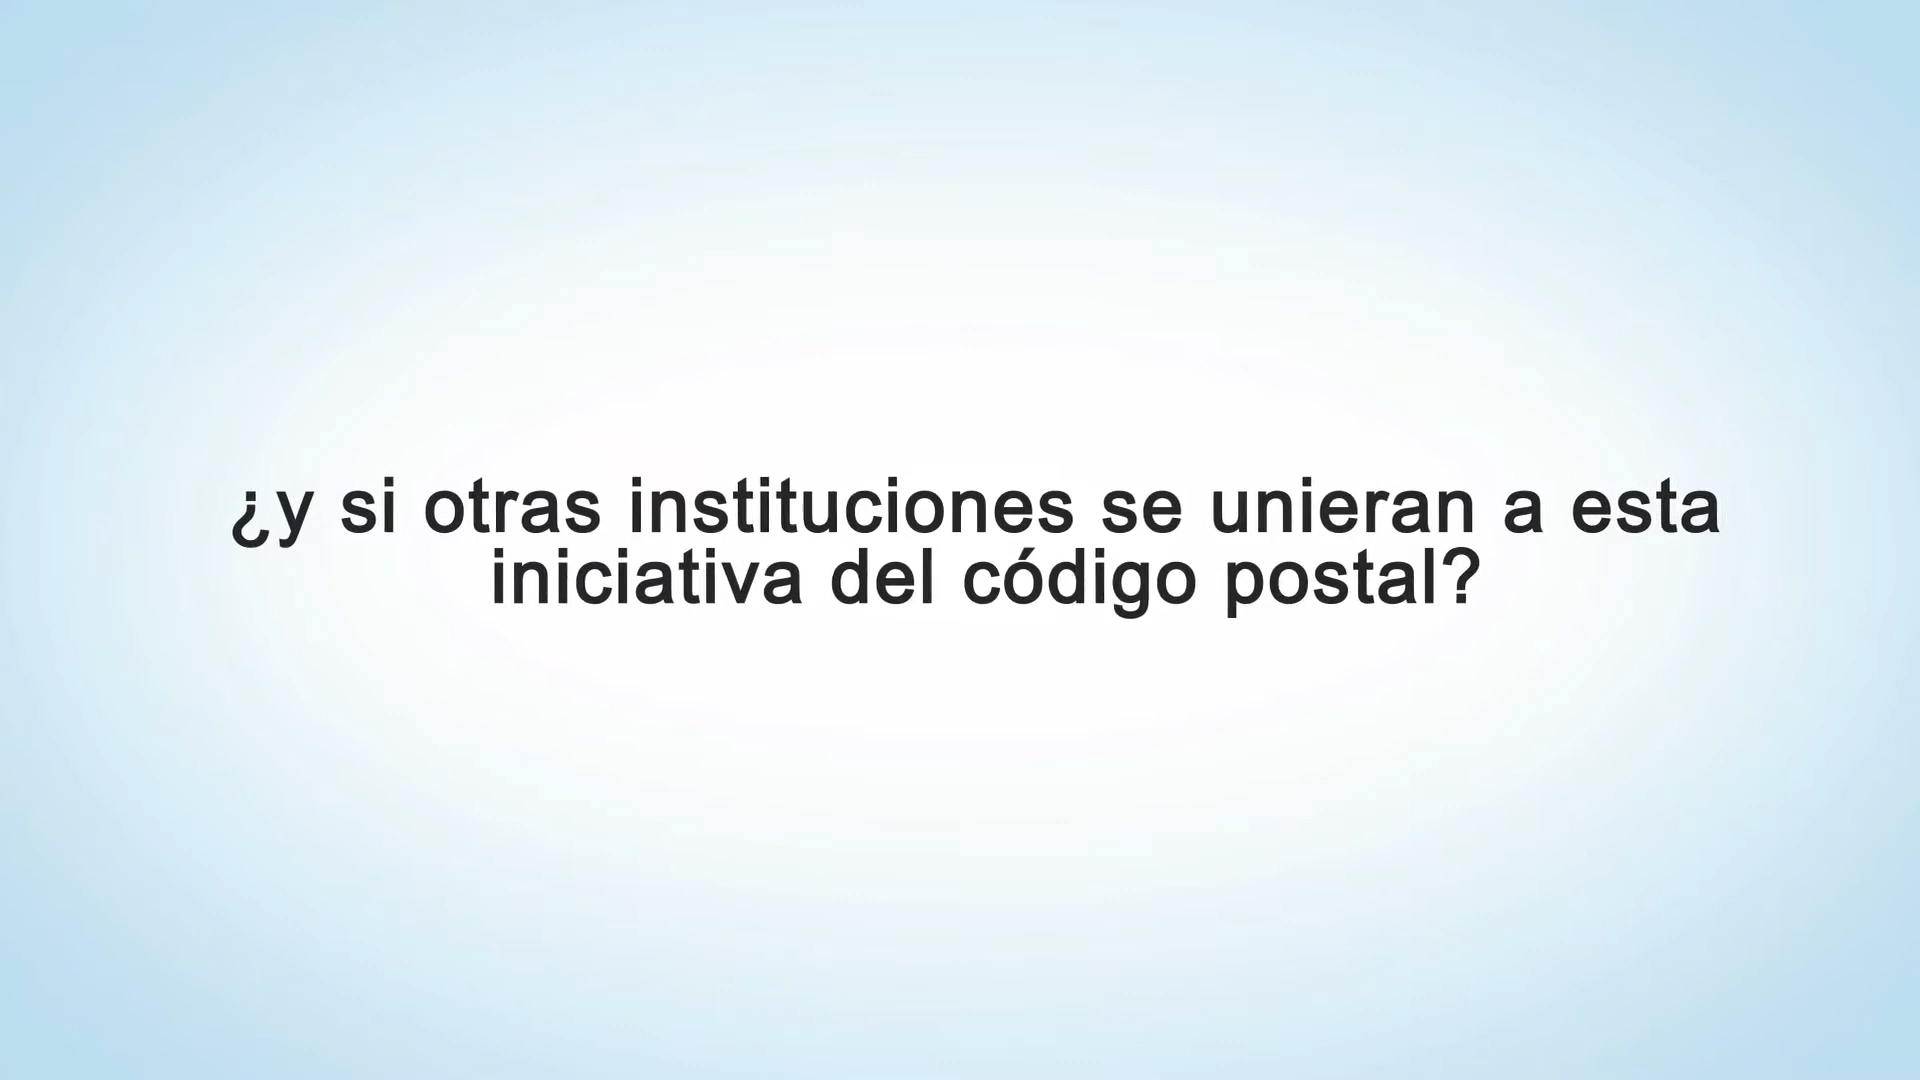 ¿y si otras instituciones se unieran a esta
iniciativa del código postal?